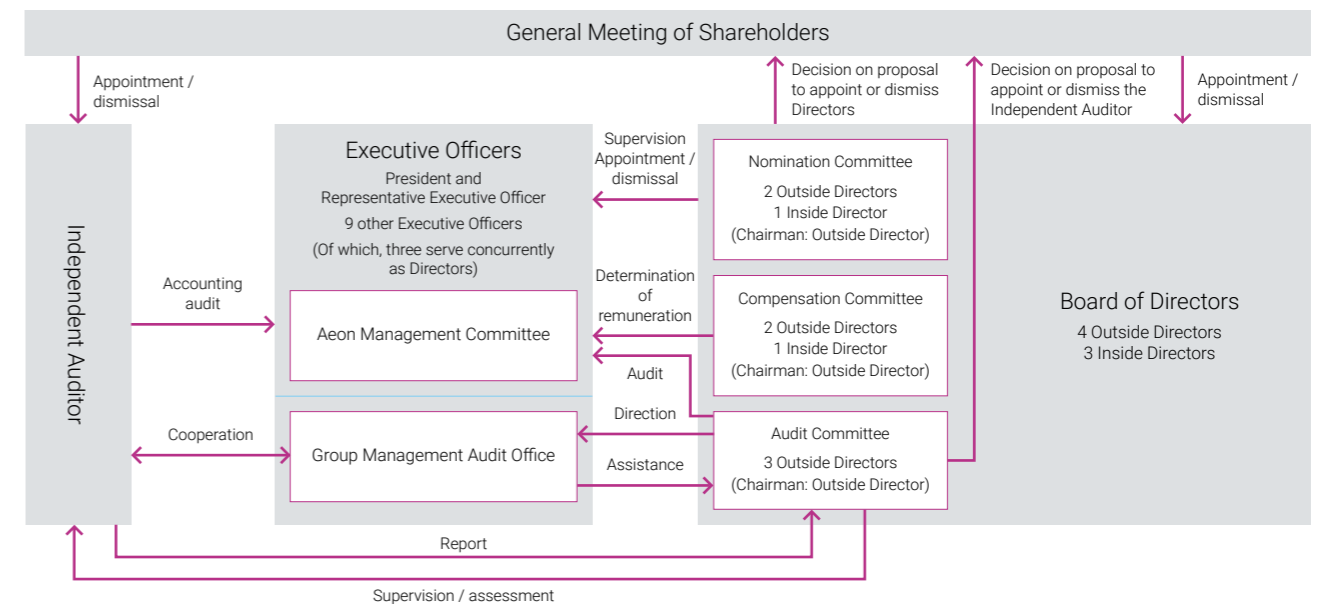 General Meeting of Shareholders
Appointment /
dismissal
Decision on proposal
to appoint or dismiss
Directors
Decision on proposal to
appoint or dismiss the
Independent Auditor
Appointment /
dismissal
Independent Auditor
Accounting
audit
Cooperation
Executive Officers
President and
Representative Executive Officer
9 other Executive Officers
(Of which, three serve concurrently
as Directors)
Aeon Management Committee
Group Management Audit Office
Supervision
Appointment /
dismissal
Determination
of
remuneration
Audit
Direction
Assistance
Nomination Committee
2 Outside Directors
1 Inside Director
(Chairman: Outside Director)
Compensation Committee
2 Outside Directors
1 Inside Director
(Chairman: Outside Director)
Audit Committee
3 Outside Directors
(Chairman: Outside Director)
Board of Directors
4 Outside Directors
3 Inside Directors
Report
Supervision / assessment